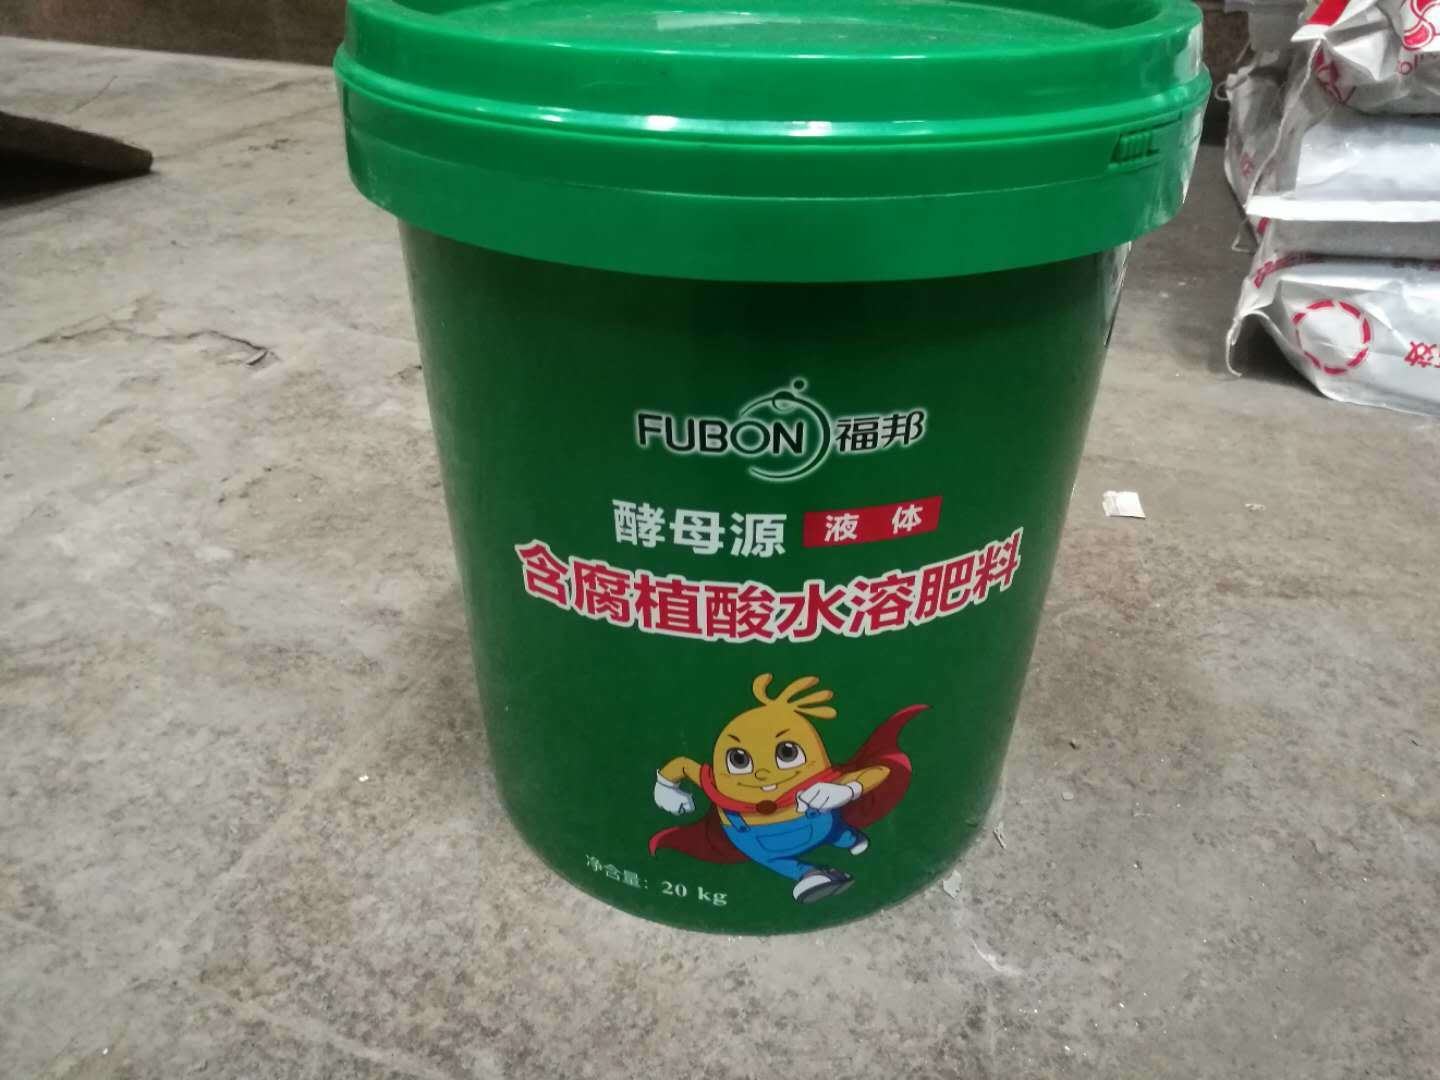 FUBON 福邦
酵母源 液体
含腐植酸水溶肥料
净含量：20 kg
效